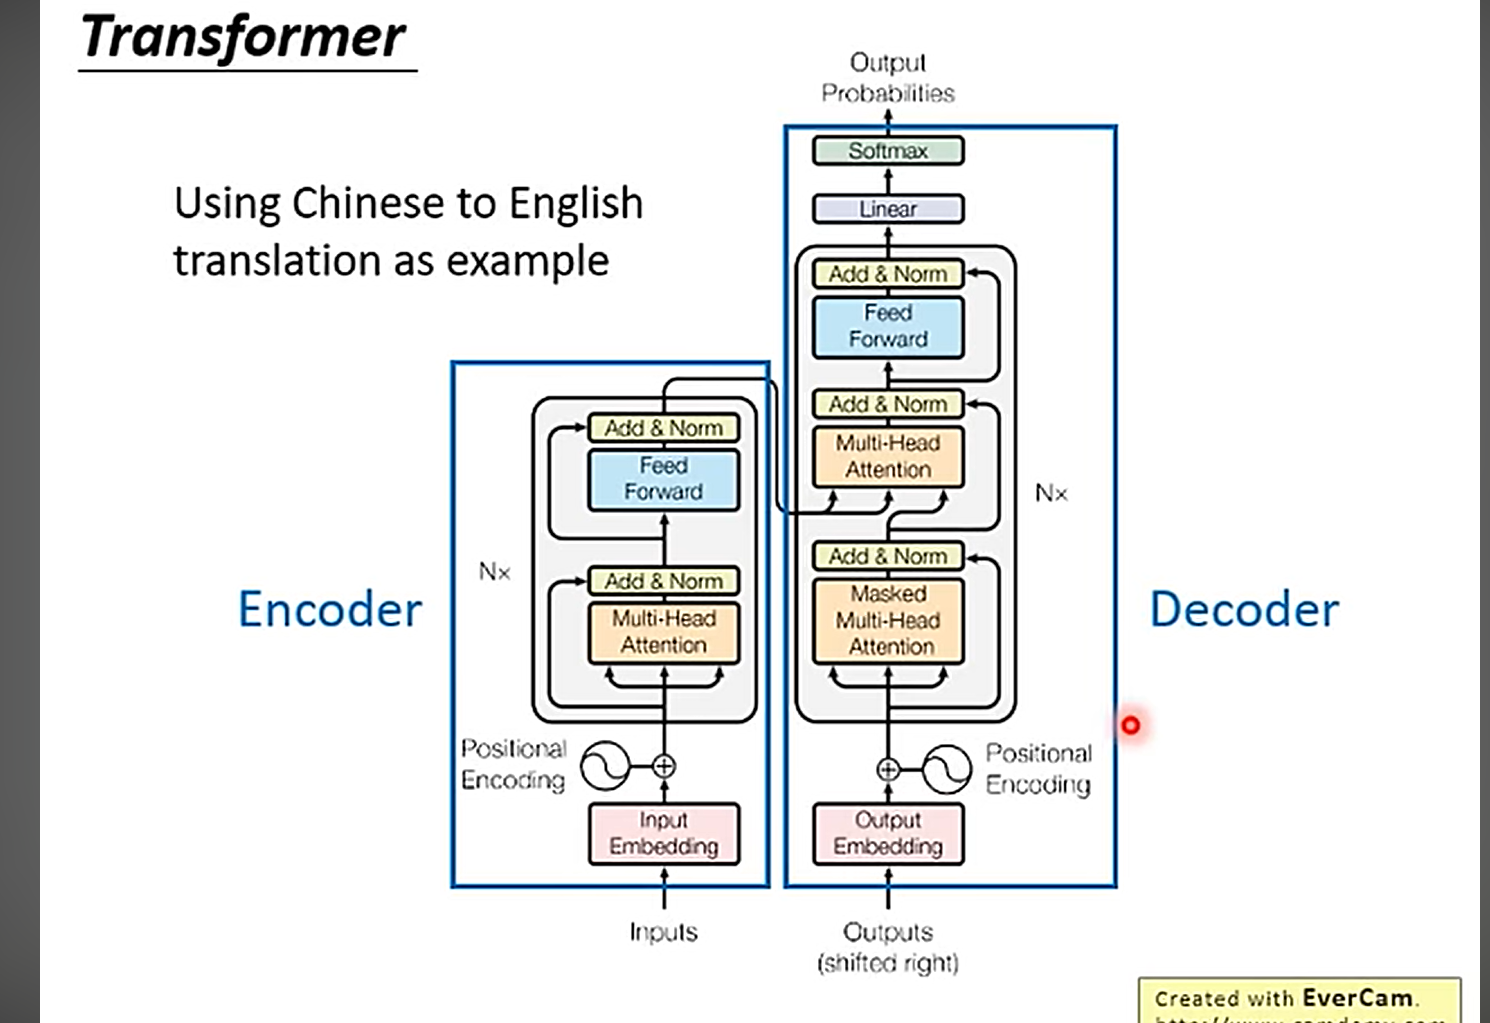 Transformer
Using Chinese to English
translation as example
Output
Probabilities
Softmax
Linear
Add & Norm
Feed
Forward
Add & Norm
Multi-Head
Attention
Nx
Add & Norm
Masked
Multi-Head
Attention
Decoder
Positional
Encoding
Output
Embedding
Outputs
(shifted right)
Add & Norm
Feed
Forward
Nx
Add & Norm
Multi-Head
Attention
Encoder
Positional
Encoding
Input
Embedding
Inputs
Created with EverCam.